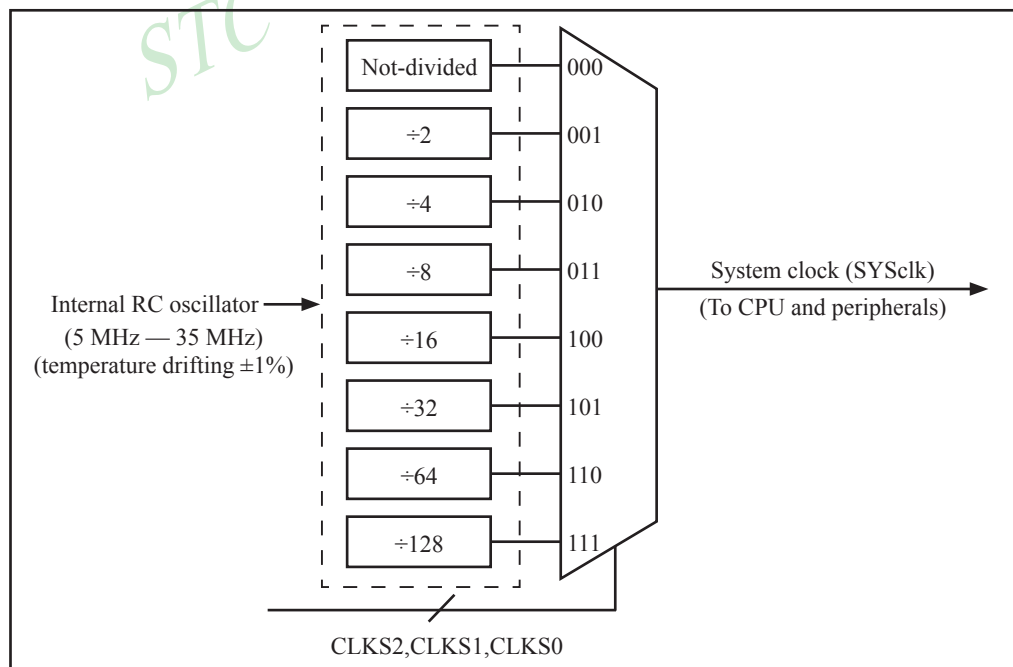 STC
Not-divided
000
÷2
001
÷4
010
÷8
011
÷16
100
÷32
101
÷64
110
÷128
111
Internal RC oscillator
(5 MHz — 35 MHz)
(temperature drifting ±1%)
System clock (SYSclk)
(To CPU and peripherals)
CLKS2,CLKS1,CLKS0